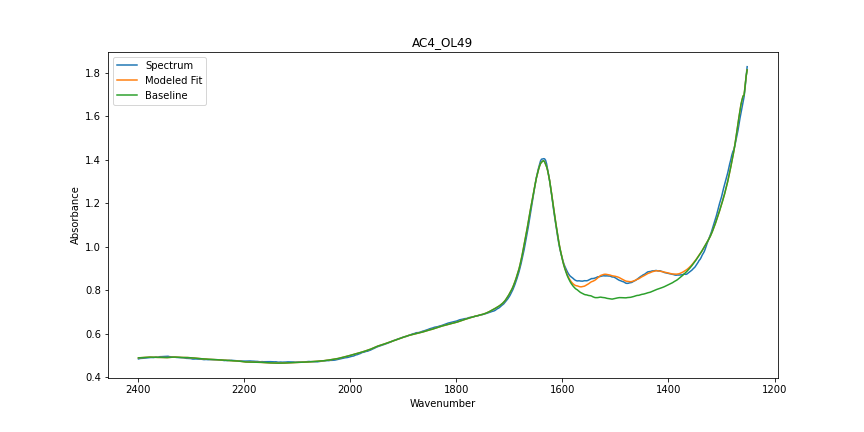 AC4_OL49
Spectrum
Modeled Fit
Baseline
1.8
1.6
1.4
1.2
1.0
0.8
0.6
0.4
Absorbance
2400 2200 2000 1800 1600 1400 1200
Wavenumber